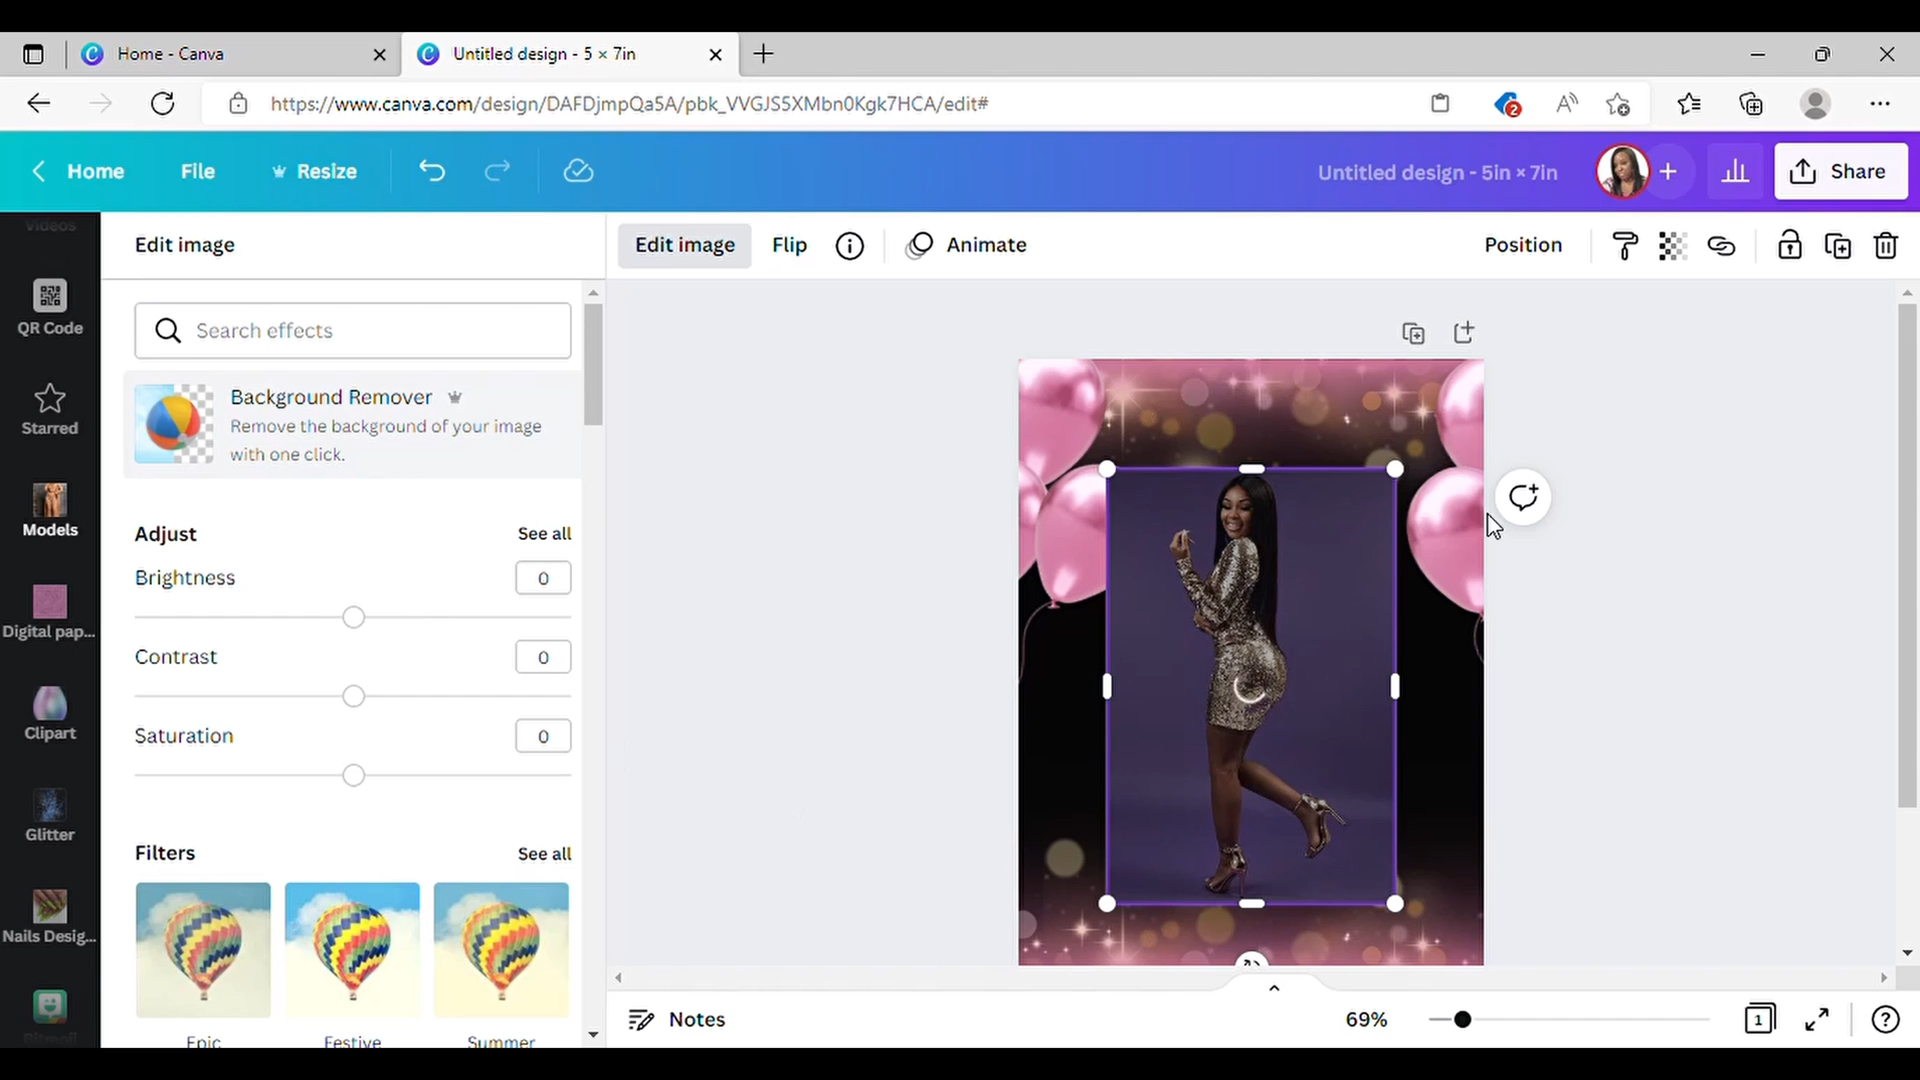 Home - Canva
Untitled design - 5 × 7in
https://www.canva.com/design/DAFDjmpQa5A/pbk_VVGJS5XMbn0Kgk7HCA/edit#
2
Home
File
Resize
Untitled design - 5in × 7in
Share
Videos
QR Code
Starred
Models
Digital pap...
Clipart
Glitter
Nails Desig...
Bitmoji
Edit image
Search effects
Background Remover
Remove the background of your image
with one click.
Adjust
See all
Brightness
0
Contrast
0
Saturation
0
Filters
See all
Epic
Festive
Summer
Edit image
Flip
Animate
Position
Notes
69%
1